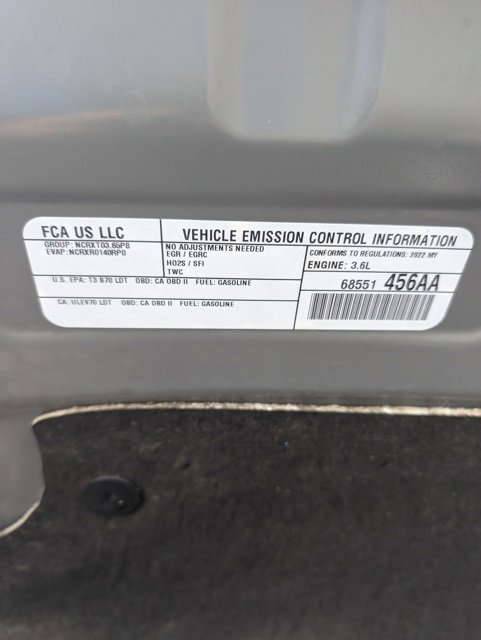 FCA US LLC
GROUP: NCRXT03.65P8
EVAP: NCRXR0140RP0
VEHICLE EMISSION CONTROL INFORMATION
NO ADJUSTMENTS NEEDED
EGR / EGRC
HO2S / SFI
TWC
CONFORMS TO REGULATIONS: 2022 MY
ENGINE: 3.6L
U.S. EPA: T3 B70 LDT OBD: CA OBD II FUEL: GASOLINE
CA: ULEV70 LDT OBD: CA OBD II FUEL: GASOLINE
68551 456AA